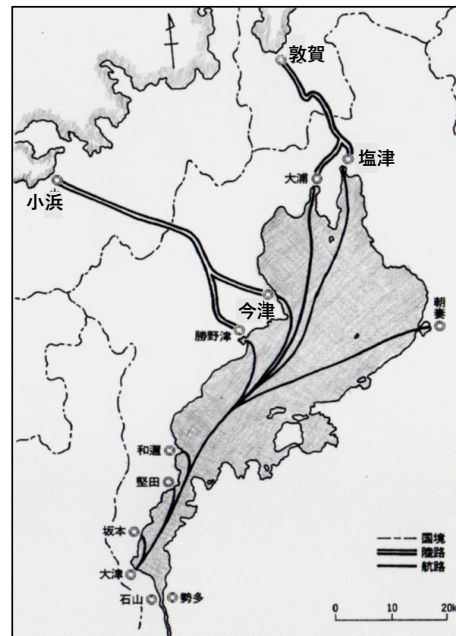 敦賀
塩津
大浦
小浜
今津
勝野津
朝妻
和邇
堅田
坂本
大津
石山
勢多
国境
陸路
航路
0 10 20k